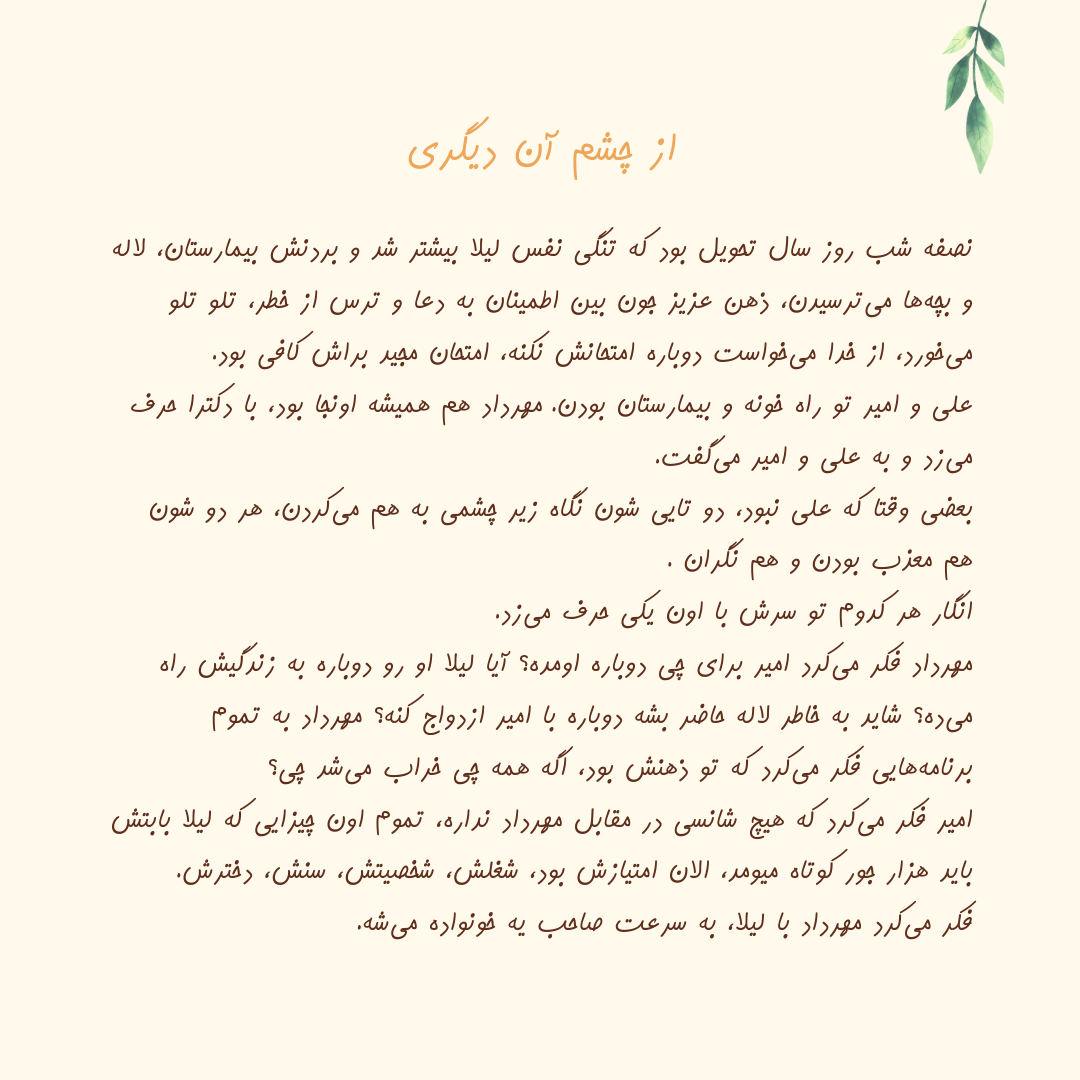 از چشم آن دیگری
نصفه شب روز سال تحویل بود که تنگی نفس لیلا بیشتر شد و بردنش بیمارستان، لاله
و بچه‌ها می‌ترسیدن، ذهن عزیز جون بین اطمینان به دعا و ترس از خطر، تلو تلو
می‌خورد، از خدا می‌خواست دوباره امتحانش نکنه، امتحان مجید براش کافی بود.
علی و امیر تو راه خونه و بیمارستان بودن. مهرداد هم همیشه اونجا بود، با دکترا حرف
می‌زد و به علی و امیر می‌گفت.
بعضی وقتا که علی نبود، دو تایی شون نگاه زیر چشمی به هم می‌کردن، هر دو شون
هم معذب بودن و هم نگران .
انگار هر کدوم تو سرش با اون یکی حرف می‌زد.
مهرداد فکر می‌کرد امیر برای چی دوباره اومده؟ آیا لیلا او رو دوباره به زندگیش راه
می‌ده؟ شاید به خاطر لاله حاضر بشه دوباره با امیر ازدواج کنه؟ مهرداد به تموم
برنامه‌هایی فکر می‌کرد که تو ذهنش بود، اگه همه چی خراب می‌شد چی؟
امیر فکر می‌کرد که هیچ شانسی در مقابل مهرداد نداره، تموم اون چیزایی که لیلا بابتش
باید هزار جور کوتاه میومد، الان امتیازش بود، شغلش، شخصیتش، سنش، دخترش.
فکر می‌کرد مهرداد با لیلا، به سرعت صاحب یه خونواده می‌شه.